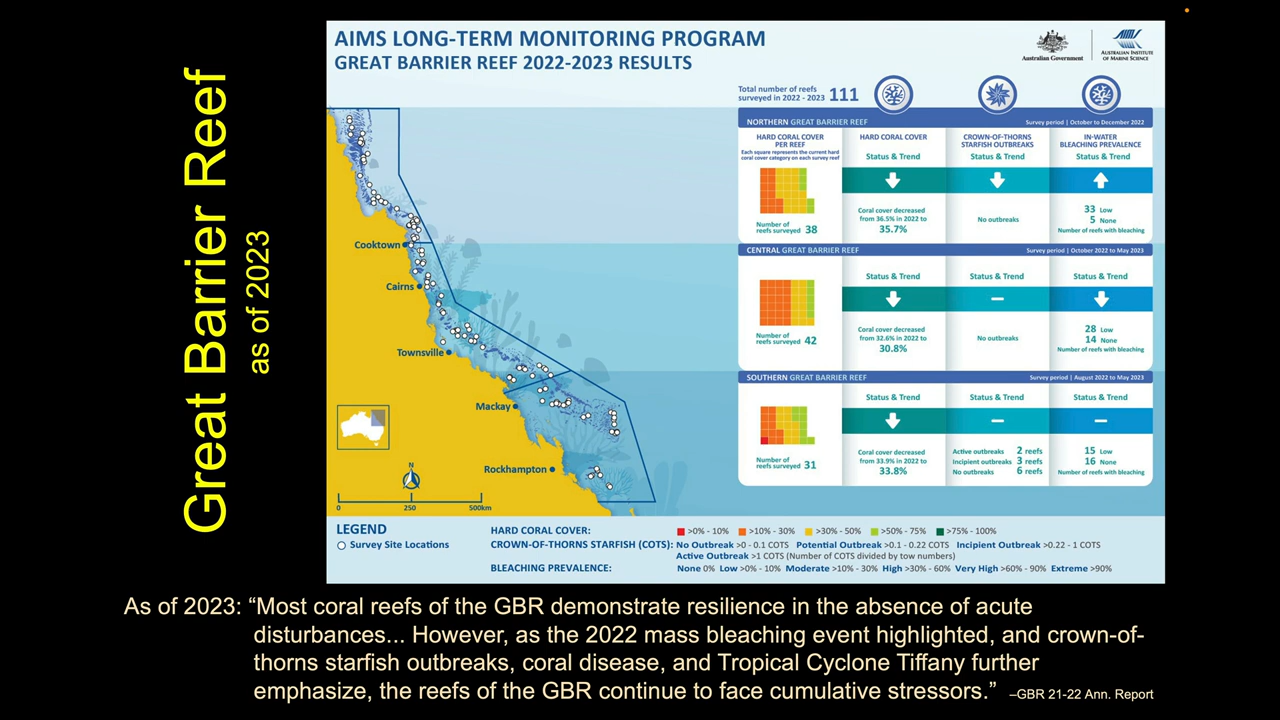 Great Barrier Reef
as of 2023
AIMS LONG-TERM MONITORING PROGRAM
GREAT BARRIER REEF 2022-2023 RESULTS
Australian Government
AIMS
AUSTRALIAN INSTITUTE
OF MARINE SCIENCE
Total number of reefs
surveyed in 2022 - 2023 111
NORTHERN GREAT BARRIER REEF
Survey period | October to December 2022
HARD CORAL COVER
PER REEF
Each square represents the current hard
coral cover category on each survey reef
Number of
reefs surveyed 38
HARD CORAL COVER
Status & Trend
Coral cover decreased
from 36.5% in 2022 to
35.7%
CROWN-OF-THORNS
STARFISH OUTBREAKS
Status & Trend
No outbreaks
IN-WATER
BLEACHING PREVALENCE
Status & Trend
33 Low
5 None
Number of reefs with bleaching
CENTRAL GREAT BARRIER REEF
Survey period | October 2022 to May 2023
Number of
reefs surveyed 42
Status & Trend
Coral cover decreased
from 32.6% in 2022 to
30.8%
Status & Trend
No outbreaks
Status & Trend
28 Low
14 None
Number of reefs with bleaching
SOUTHERN GREAT BARRIER REEF
Survey period | August 2022 to May 2023
Number of
reefs surveyed 31
Status & Trend
Coral cover decreased
from 33.9% in 2022 to
33.8%
Status & Trend
Active outbreaks 2 reefs
Incipient outbreaks 3 reefs
No outbreaks 6 reefs
Status & Trend
15 Low
16 None
Number of reefs with bleaching
Cooktown
Cairns
Townsville
Mackay
Rockhampton
N
0 250 500km
LEGEND
Survey Site Locations
HARD CORAL COVER: >0% - 10% >10% - 30% >30% - 50% >50% - 75% >75% - 100%
CROWN-OF-THORNS STARFISH (COTS): No Outbreak >0 - 0.1 COTS Potential Outbreak >0.1 - 0.22 COTS Incipient Outbreak >0.22 - 1 COTS
Active Outbreak >1 COTS (Number of COTS divided by tow numbers)
BLEACHING PREVALENCE: None 0% Low >0% - 10% Moderate >10% - 30% High >30% - 60% Very High >60% - 90% Extreme >90%
As of 2023: “Most coral reefs of the GBR demonstrate resilience in the absence of acute
disturbances... However, as the 2022 mass bleaching event highlighted, and crown-of-
thorns starfish outbreaks, coral disease, and Tropical Cyclone Tiffany further
emphasize, the reefs of the GBR continue to face cumulative stressors.” –GBR 21-22 Ann. Report